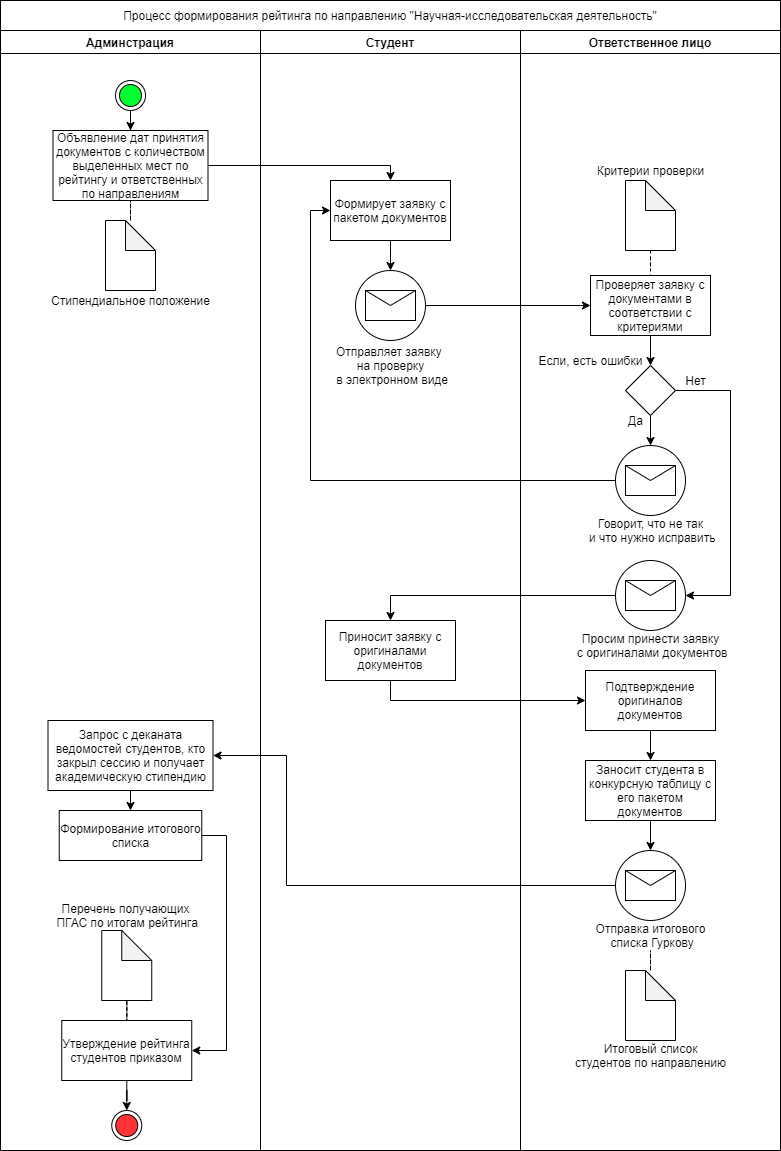 Процесс формирования рейтинга по направлению "Научная-исследовательская деятельность"
Админстрация
Студент
Ответственное лицо
Объявление дат принятия
документов с количеством
выделенных мест по
рейтингу и ответственных
по направлениям
Стипендиальное положение
Формирует заявку с
пакетом документов
Отправляет заявку
на проверку
в электронном виде
Критерии проверки
Проверяет заявку с
документами в
соответствии с
критериями
Если, есть ошибки
Нет
Да
Говорит, что не так
и что нужно исправить
Просим принести заявку
с оригиналами документов
Приносит заявку с
оригиналами
документов
Подтверждение
оригиналов
документов
Заносит студента в
конкурсную таблицу с
его пакетом
документов
Отправка итогового
списка Гуркову
Итоговый список
студентов по направлению
Запрос с деканата
ведомостей студентов, кто
закрыл сессию и получает
академическую стипендию
Формирование итогового
списка
Перечень получающих
ПГАС по итогам рейтинга
Утверждение рейтинга
студентов приказом